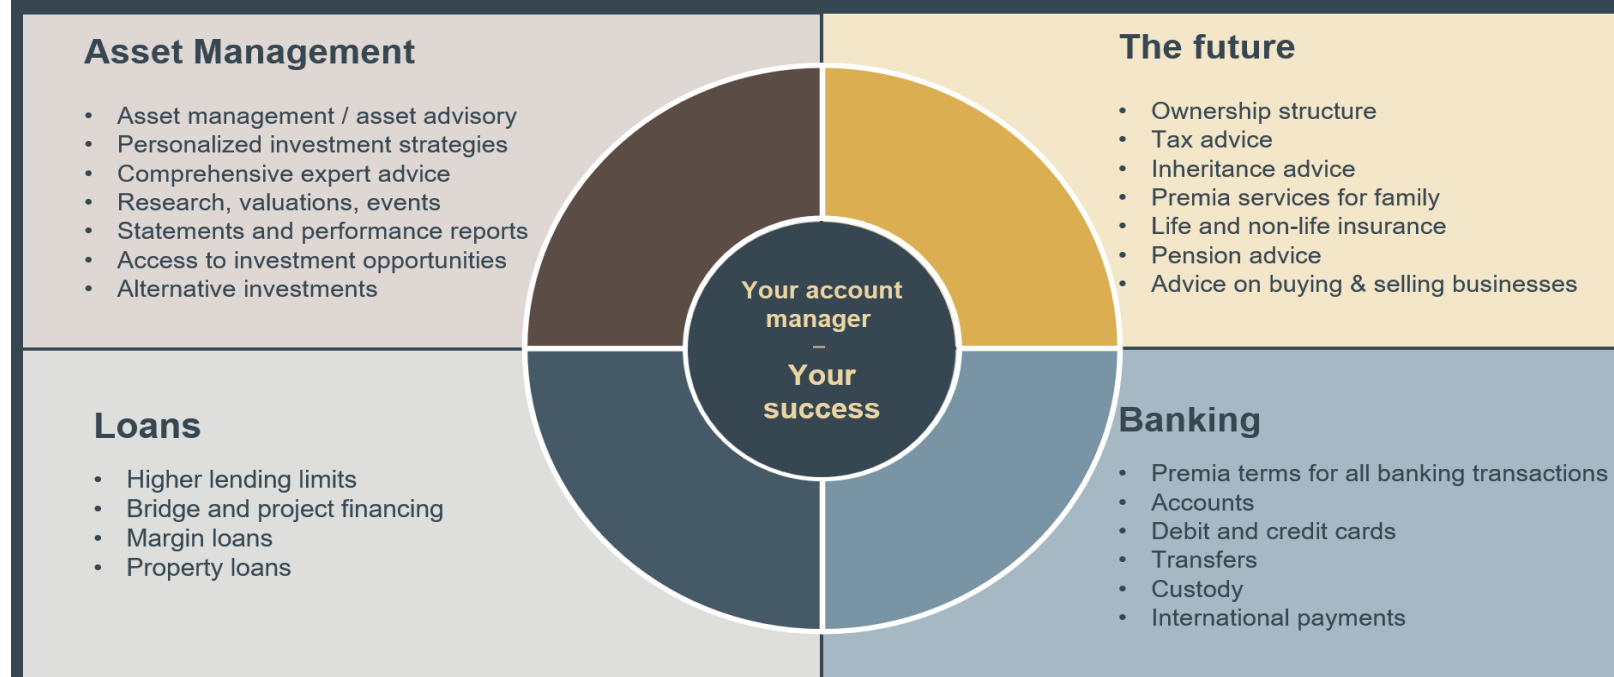 Asset Management
• Asset management / asset advisory
• Personalized investment strategies
• Comprehensive expert advice
• Research, valuations, events
• Statements and performance reports
• Access to investment opportunities
• Alternative investments
The future
• Ownership structure
• Tax advice
• Inheritance advice
• Premia services for family
• Life and non-life insurance
• Pension advice
• Advice on buying & selling businesses
Your account
manager
–
Your
success
Loans
• Higher lending limits
• Bridge and project financing
• Margin loans
• Property loans
Banking
• Premia terms for all banking transactions
• Accounts
• Debit and credit cards
• Transfers
• Custody
• International payments